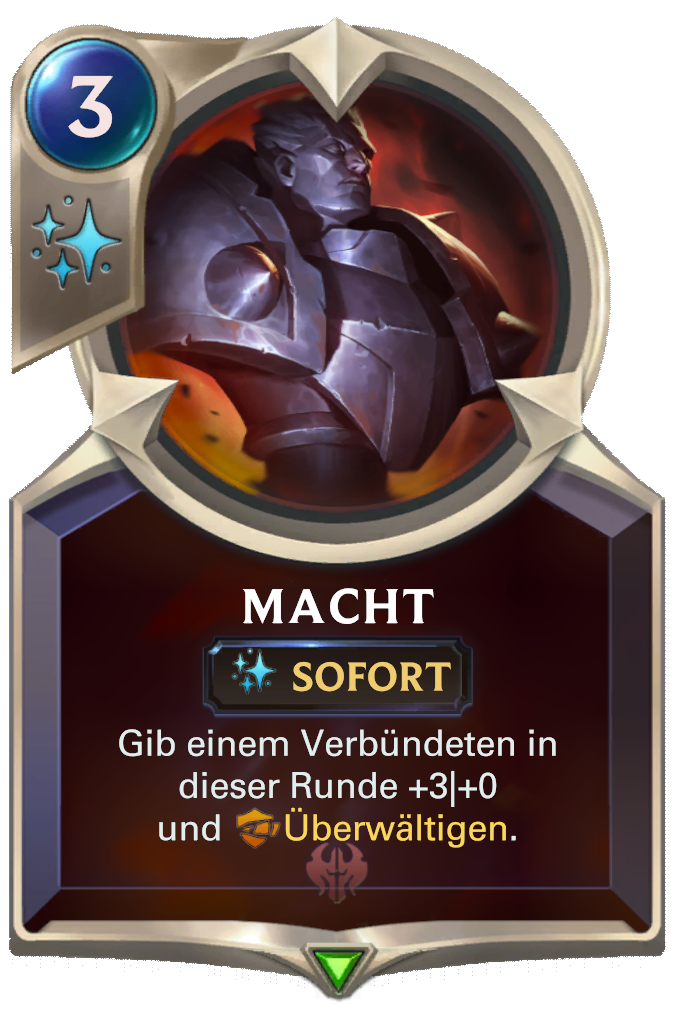 3
MACHT
SOFORT
Gib einem Verbündeten in
dieser Runde +3|+0
und Überwältigen.